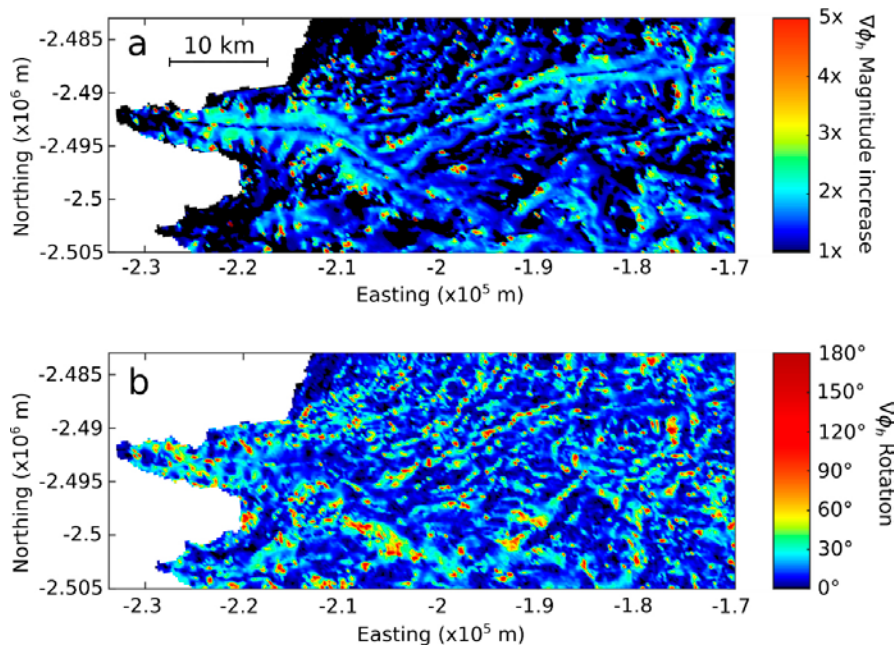 a
10 km
-2.485
-2.49
-2.495
-2.5
-2.505
Northing (x10⁶ m)
-2.3
-2.2
-2.1
-2
-1.9
-1.8
-1.7
Easting (x10⁵ m)
5x
4x
3x
2x
1x
∇ϕₕ Magnitude increase
b
-2.485
-2.49
-2.495
-2.5
-2.505
Northing (x10⁶ m)
-2.3
-2.2
-2.1
-2
-1.9
-1.8
-1.7
Easting (x10⁵ m)
180°
150°
120°
90°
60°
30°
0°
∇ϕₕ Rotation